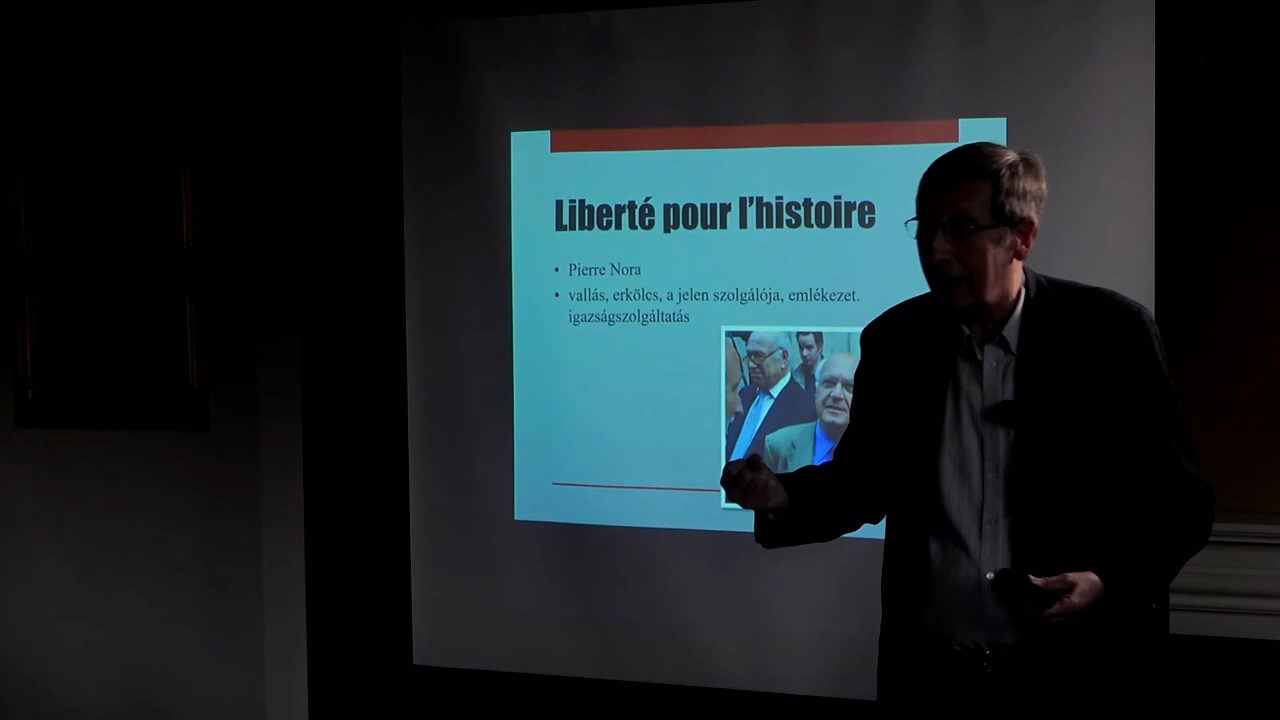 Liberté pour l'histoire
• Pierre Nora
• vallás, erkölcs, a jelen szolgálója, emlékezet.
igazságszolgáltatás